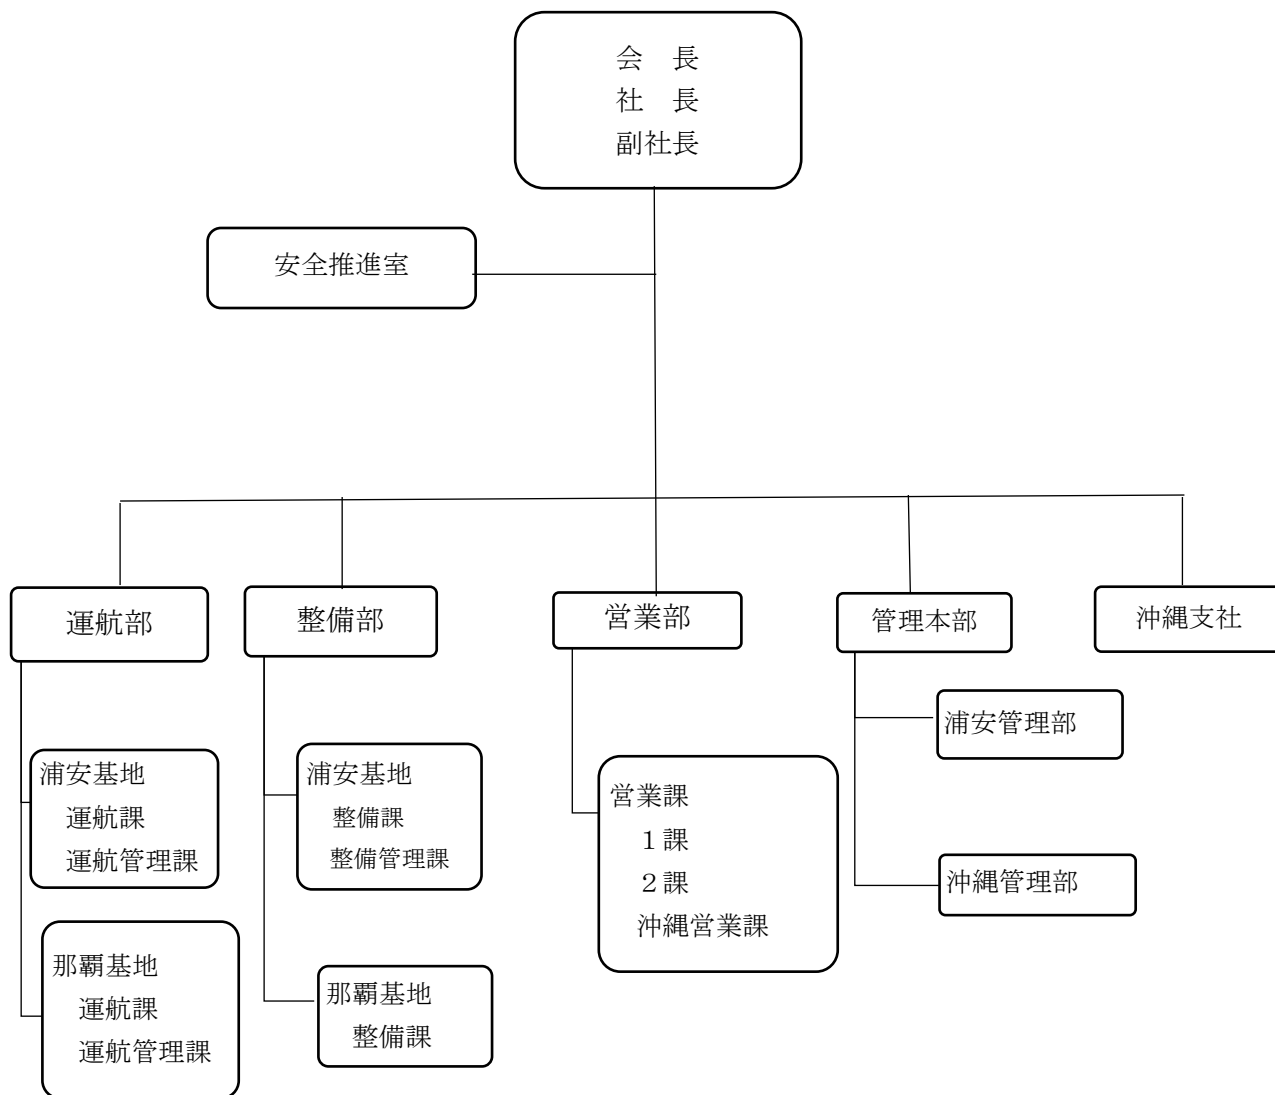 会　長
社　長
副社長
安全推進室
運航部
整備部
営業部
管理本部
沖縄支社
浦安基地
運航課
運航管理課
那覇基地
運航課
運航管理課
浦安基地
整備課
整備管理課
那覇基地
整備課
営業課
１課
２課
沖縄営業課
浦安管理部
沖縄管理部